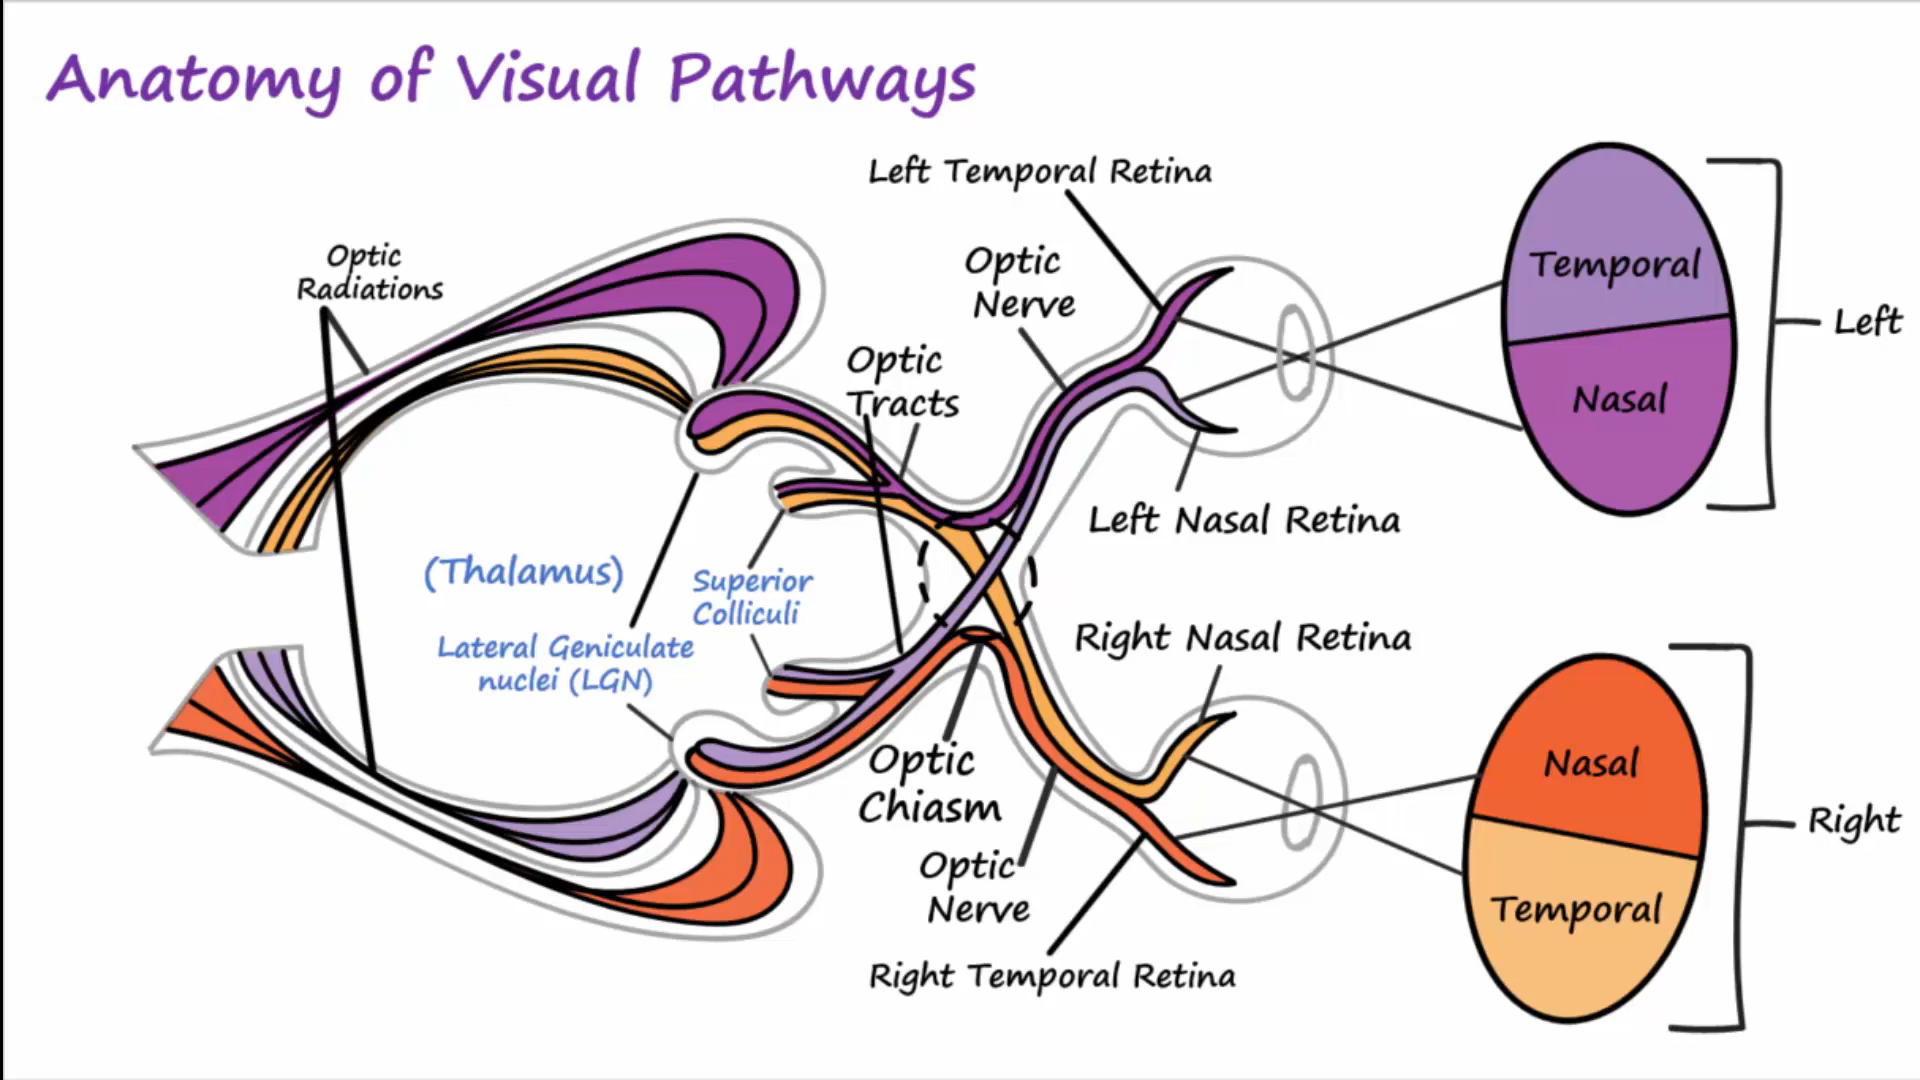 Anatomy of Visual Pathways
Left Temporal Retina
Optic
Radiations
Optic
Nerve
Temporal
Left
Optic
Tracts
Nasal
Left Nasal Retina
(Thalamus)
Superior
Colliculi
Lateral Geniculate
nuclei (LGN)
Right Nasal Retina
Optic
Chiasm
Nasal
Right
Optic
Nerve
Temporal
Right Temporal Retina